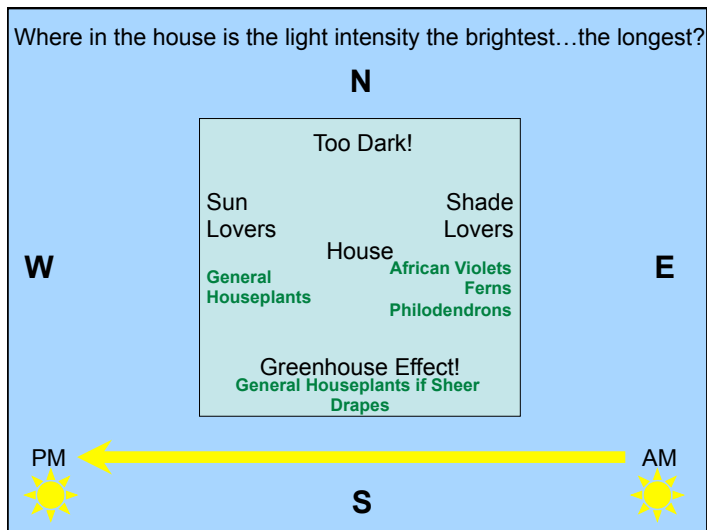 Where in the house is the light intensity the brightest…the longest?
N
Too Dark!
Sun
Lovers
Shade
Lovers
House
W
E
General
Houseplants
African Violets
Ferns
Philodendrons
Greenhouse Effect!
General Houseplants if Sheer
Drapes
PM
AM
S